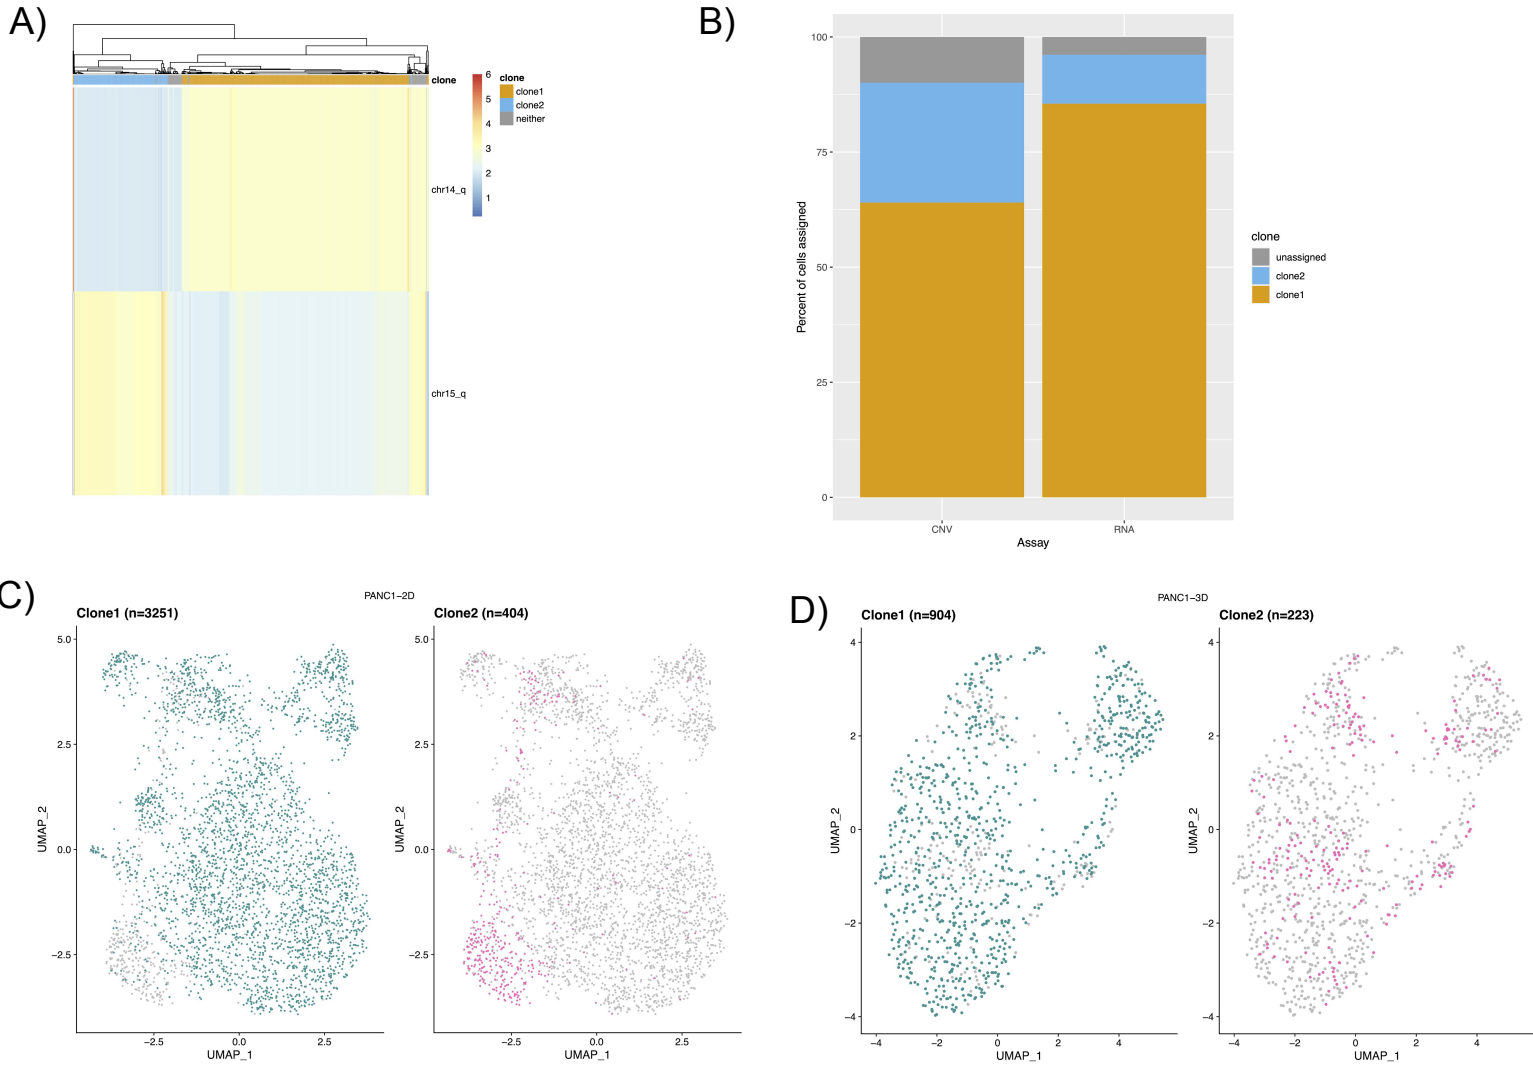 A)
clone
6
5
4
3
2
1
clone
clone1
clone2
neither
chr14_q
chr15_q
B)
Percent of cells assigned
100
75
50
25
0
CNV
RNA
Assay
clone
unassigned
clone2
clone1
C)
PANC1-2D
Clone1 (n=3251)
Clone2 (n=404)
UMAP_2
5.0
2.5
0.0
−2.5
−2.5
0.0
2.5
UMAP_1
UMAP_2
5.0
2.5
0.0
−2.5
−2.5
0.0
2.5
UMAP_1
D)
PANC1-3D
Clone1 (n=904)
Clone2 (n=223)
UMAP_2
4
2
0
−2
−4
−4
−2
0
2
4
UMAP_1
UMAP_2
4
2
0
−2
−4
−4
−2
0
2
4
UMAP_1